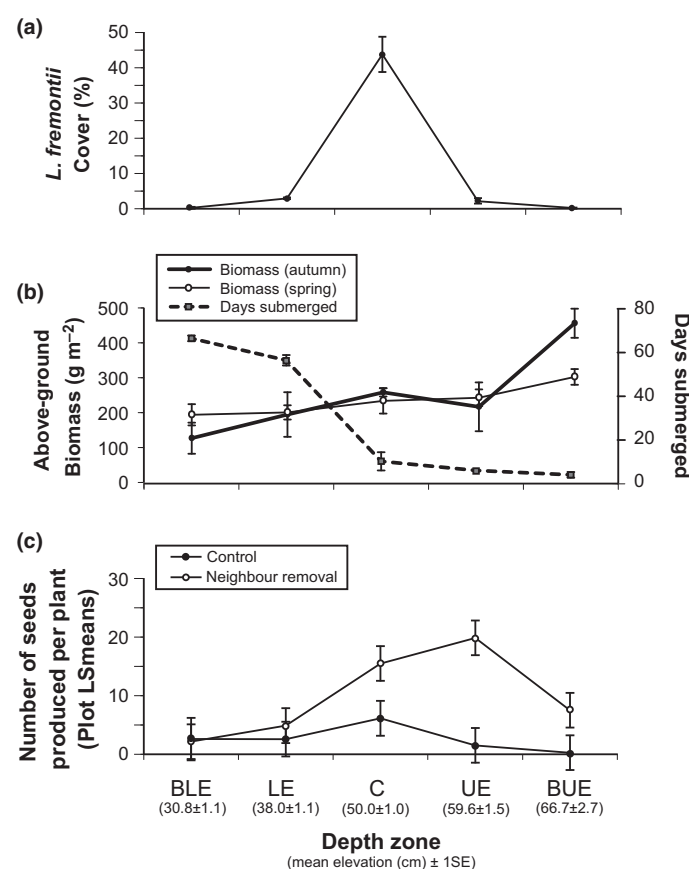 (a)
L. fremontii
Cover (%)
50
40
30
20
10
0
(b)
Biomass (autumn)
Biomass (spring)
Days submerged
Above-ground
Biomass (g m–2)
500
400
300
200
100
0
80
60
40
20
0
Days submerged
(c)
Control
Neighbour removal
Number of seeds
produced per plant
(Plot LSmeans)
30
20
10
0
BLE LE C UE BUE
(30.8±1.1) (38.0±1.1) (50.0±1.0) (59.6±1.5) (66.7±2.7)
Depth zone
(mean elevation (cm) ± 1SE)